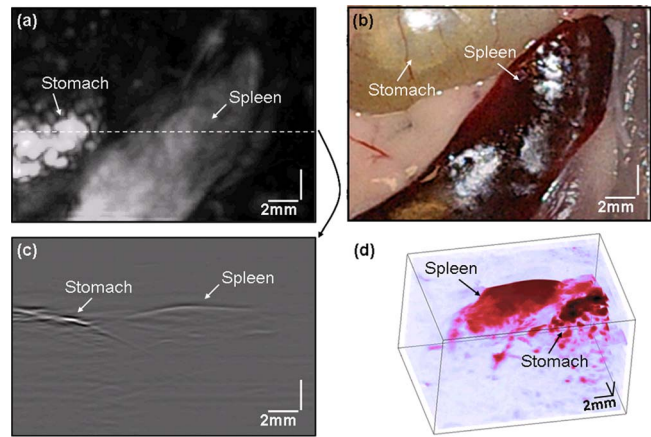 (a)
Stomach
Spleen
2mm
(b)
Spleen
Stomach
2mm
(c)
Stomach
Spleen
2mm
(d)
Spleen
Stomach
2mm